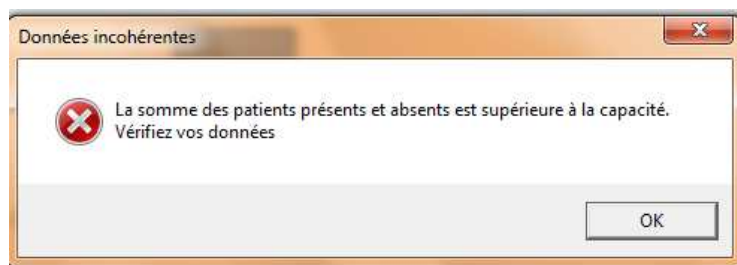 Données incohérentes
La somme des patients présents et absents est supérieure à la capacité.
Vérifiez vos données
OK